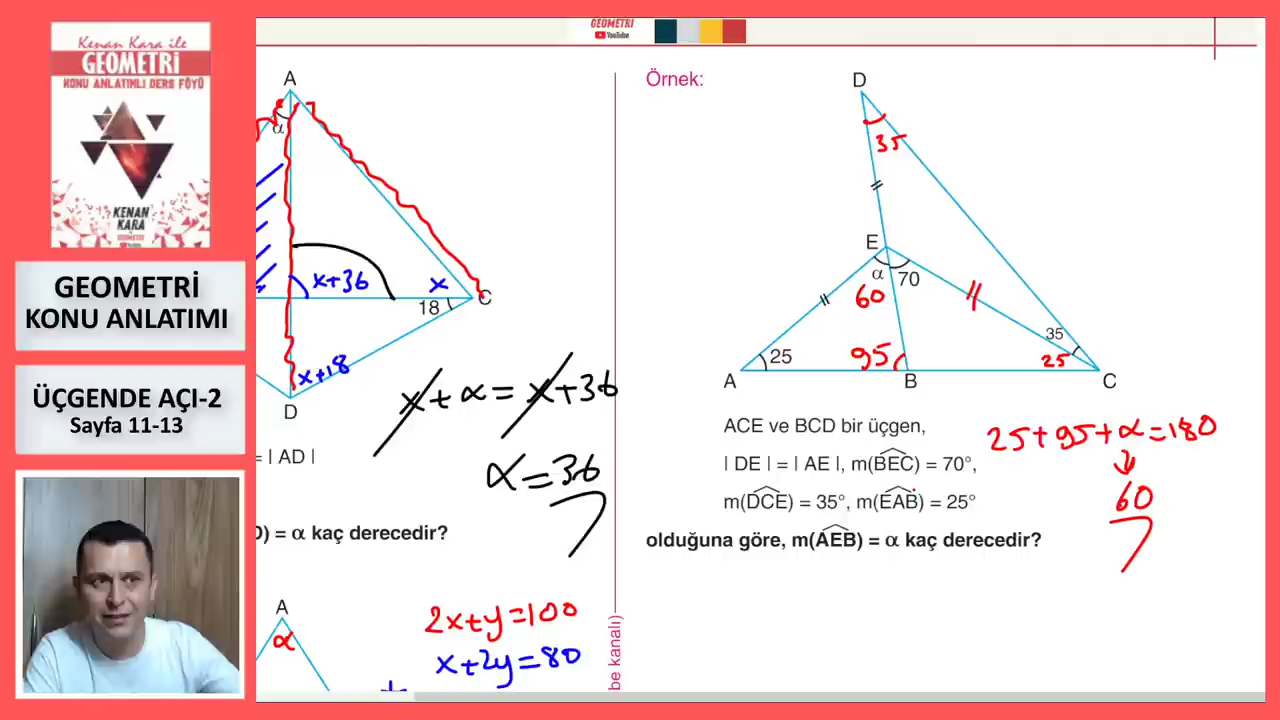 Kenan Kara ile
GEOMETRİ
KONU ANLATIMLI DERS FÖYÜ
KENAN
KARA
GEOMETRİ
KONU ANLATIMI
ÜÇGENDE AÇI-2
Sayfa 11-13
GEOMETRİ
YouTube
A
α
x+36
x
18
C
x+18
D
x+α=x+36
α=36
= | AD |
D) = α kaç derecedir?
A
α
2x+y=100
x+2y=80
be kanalı)
Örnek:
D
35
E
α
70
60
25
95
35
25
A
B
C
ACE ve BCD bir üçgen,
| DE | = | AE |, m(BEC) = 70°,
m(DCE) = 35°, m(EAB) = 25°
olduğuna göre, m(AEB) = α kaç derecedir?
25+95+α=180
60